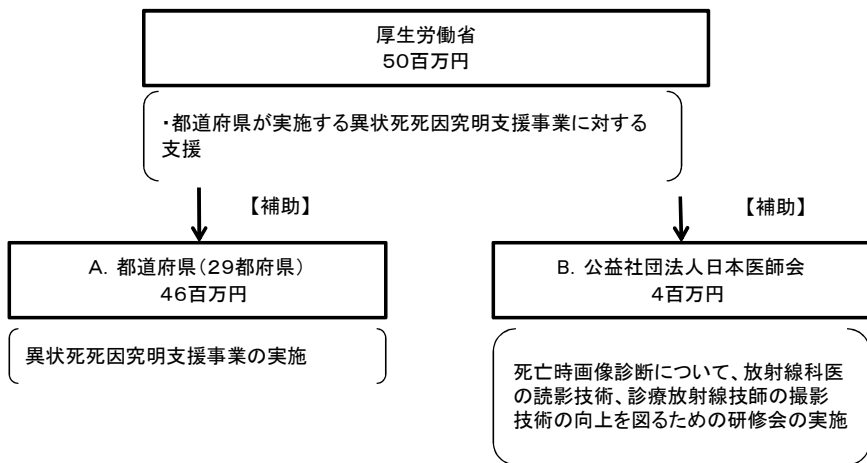 厚生労働省
50百万円
・都道府県が実施する異状死死因究明支援事業に対する
支援
【補助】
【補助】
A. 都道府県(29都府県)
46百万円
B. 公益社団法人日本医師会
4百万円
異状死死因究明支援事業の実施
死亡時画像診断について、放射線科医
の読影技術、診療放射線技師の撮影
技術の向上を図るための研修会の実施